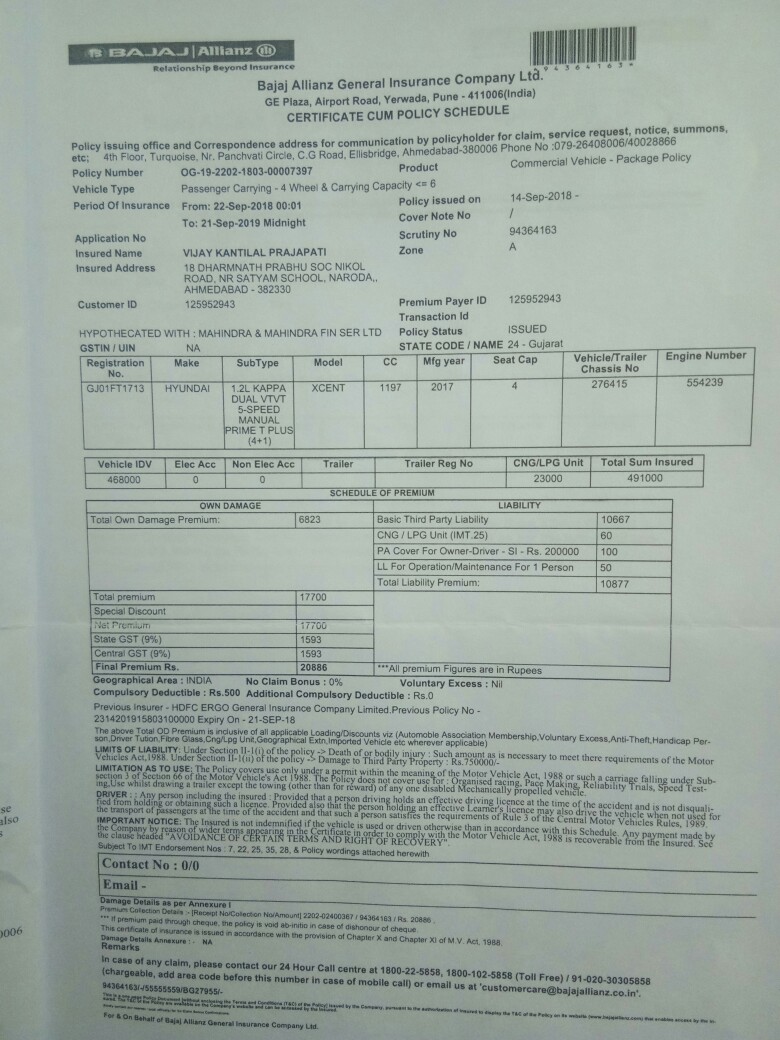 BAJAJ | Allianz
Relationship Beyond Insurance
94364163
Bajaj Allianz General Insurance Company Ltd.
GE Plaza, Airport Road, Yerwada, Pune - 411006(India)
CERTIFICATE CUM POLICY SCHEDULE
Policy issuing office and Correspondence address for communication by policyholder for claim, service request, notice, summons,
etc; 4th Floor, Turquoise, Nr. Panchvati Circle, C.G Road, Ellisbridge, Ahmedabad-380006 Phone No :079-26408006/40028866
Policy Number OG-19-2202-1803-00007397 Product Commercial Vehicle - Package Policy
Vehicle Type Passenger Carrying - 4 Wheel & Carrying Capacity <= 6
Period Of Insurance From: 22-Sep-2018 00:01 Policy issued on 14-Sep-2018 -
To: 21-Sep-2019 Midnight Cover Note No /
Application No Scrutiny No 94364163
Insured Name VIJAY KANTILAL PRAJAPATI Zone A
Insured Address 18 DHARMNATH PRABHU SOC NIKOL
ROAD, NR SATYAM SCHOOL, NARODA,,
AHMEDABAD - 382330
Customer ID 125952943 Premium Payer ID 125952943
Transaction Id
HYPOTHECATED WITH : MAHINDRA & MAHINDRA FIN SER LTD Policy Status ISSUED
GSTIN / UIN NA STATE CODE / NAME 24 - Gujarat
Registration No. Make SubType Model CC Mfg year Seat Cap Vehicle/Trailer Chassis No Engine Number
GJ01FT1713 HYUNDAI 1.2L KAPPA XCENT 1197 2017 4 276415 554239
DUAL VTVT
5-SPEED
MANUAL
PRIME T PLUS
(4+1)
Vehicle IDV Elec Acc Non Elec Acc Trailer Trailer Reg No CNG/LPG Unit Total Sum Insured
468000 0 0 23000 491000
SCHEDULE OF PREMIUM
OWN DAMAGE LIABILITY
Total Own Damage Premium: 6823 Basic Third Party Liability 10667
CNG / LPG Unit (IMT.25) 60
PA Cover For Owner-Driver - SI - Rs. 200000 100
LL For Operation/Maintenance For 1 Person 50
Total Liability Premium: 10877
Total premium 17700
Special Discount
Net Premium 17700
State GST (9%) 1593
Central GST (9%) 1593
Final Premium Rs. 20886 ***All premium Figures are in Rupees
Geographical Area : INDIA No Claim Bonus : 0% Voluntary Excess : Nil
Compulsory Deductible : Rs.500 Additional Compulsory Deductible : Rs.0
Previous Insurer - HDFC ERGO General Insurance Company Limited.Previous Policy No -
2314201915803100000 Expiry On - 21-SEP-18
The above Total OD Premium is inclusive of all applicable Loading/Discounts viz (Automoble Association Membership,Voluntary Excess,Anti-Theft,Handicap Per-
son,Driver Tution,Fibre Glass,Cng/Lpg Unit,Geographical Extn,Imported Vehicle etc wherever applicable)
LIMITS OF LIABILITY: Under Section II-1(i) of the policy -> Death of or bodily injury : Such amount as is necessary to meet there requirements of the Motor
Vehicles Act,1988. Under Section II-1(ii) of the policy -> Damage to Third Party Property : Rs.750000/-
LIMITATION AS TO USE: The Policy covers use only under a permit within the meaning of the Motor Vehicle Act, 1988 or such a carriage falling under Sub-
section 3 of Section 66 of the Motor Vehicle's Act 1988. The Policy does not cover use for : Organised racing, Pace Making, Reliability Trials, Speed Test-
ing,Use whilst drawing a trailer except the towing (other than for reward) of any one disabled Mechanically propelled vehicle.
DRIVER : : Any person including the insured : Provided that a person driving holds an effective driving licence at the time of the accident and is not disquali-
fied from holding or obtaining such a licence. Provided also that the person holding an effective Learner's licence may also drive the vehicle when not used for
the transport of passengers at the time of the accident and that such a person satisfies the requirements of Rule 3 of the Central Motor Vehicles Rules, 1989.
IMPORTANT NOTICE: The Insured is not indemnified if the vehicle is used or driven otherwise than in accordance with this Schedule. Any payment made by
the Company by reason of wider terms appearing in the Certificate in order to comply with the Motor Vehicle Act, 1988 is recoverable from the Insured. See
the clause headed "AVOIDANCE OF CERTAIN TERMS AND RIGHT OF RECOVERY".
Subject To IMT Endorsement Nos : 7, 22, 25, 35, 28, & Policy wordings attached herewith
Contact No : 0/0
Email -
Damage Details as per Annexure I
Premium Collection Details :- [Receipt No/Collection No/Amount] 2202-02400367 / 94364163 / Rs. 20886 .
*** If premium paid through cheque, the policy is void ab-initio in case of dishonour of cheque.
This certificate of insurance is issued in accordance with the provision of Chapter X and Chapter XI of M.V. Act, 1988.
Damage Details Annexure : - NA
Remarks
In case of any claim, please contact our 24 Hour Call centre at 1800-22-5858, 1800-102-5858 (Toll Free) / 91-020-30305858
(chargeable, add area code before this number in case of mobile call) or email us at 'customercare@bajajallianz.co.in'.
94364163/-/55555559/BG27955/-
For & On Behalf of Bajaj Allianz General Insurance Company Ltd.
se
also
s
0006